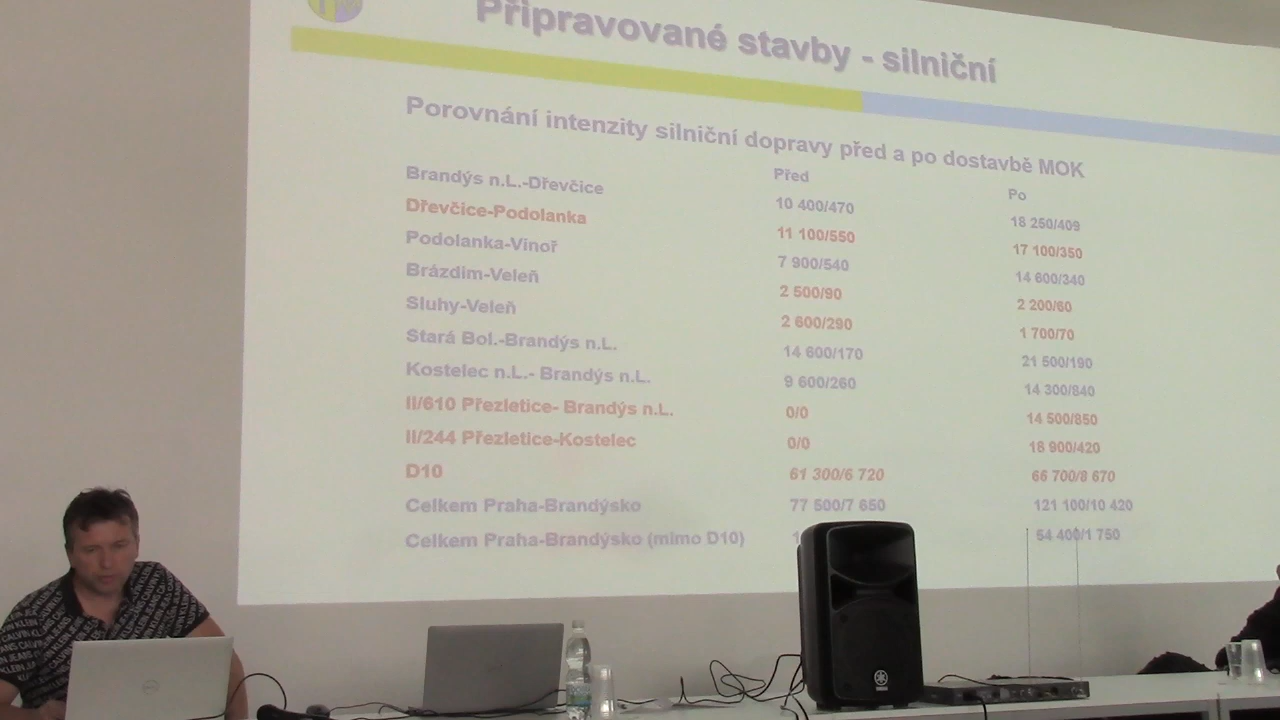 Připravované stavby - silniční
Porovnání intenzity silniční dopravy před a po dostavbě MOK
Před Po
Brandýs n.L.-Dřevčice 10 400/470 18 250/409
Dřevčice-Podolanka 11 100/550 17 100/350
Podolanka-Vinoř 7 900/540 14 600/340
Brázdim-Veleň 2 500/90 2 200/60
Sluhy-Veleň 2 600/290 1 700/70
Stará Bol.-Brandýs n.L. 14 600/170 21 500/190
Kostelec n.L.- Brandýs n.L. 9 600/260 14 300/840
II/610 Přezletice- Brandýs n.L. 0/0 14 500/850
II/244 Přezletice-Kostelec 0/0 18 900/420
D10 61 300/6 720 66 700/8 670
Celkem Praha-Brandýsko 77 500/7 650 121 100/10 420
Celkem Praha-Brandýsko (mimo D10) 54 400/1 750
CALVIN KLEIN
YAMAHA
DELL